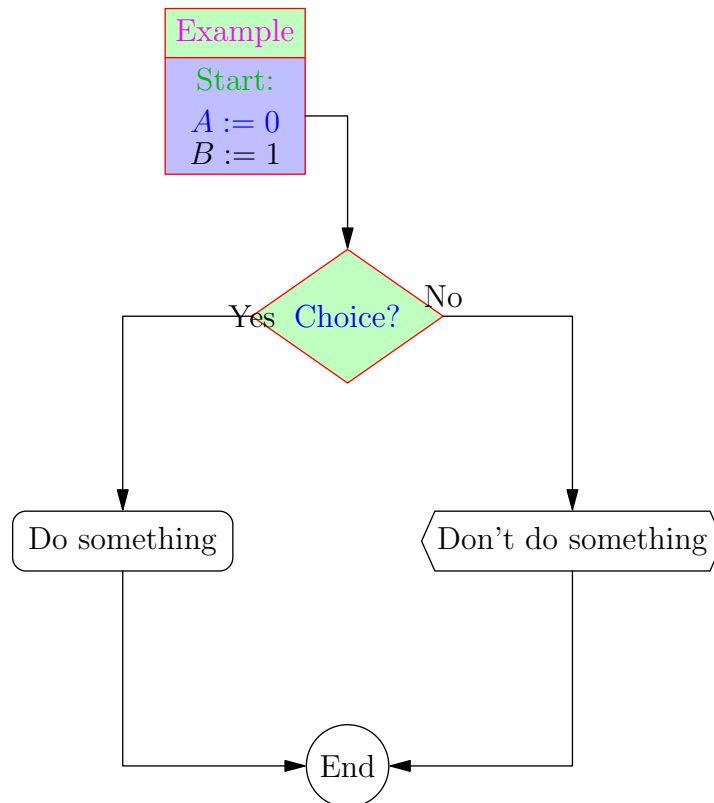 Example
Start:
A := 0
B := 1
Yes
Choice?
No
Do something
Don't do something
End